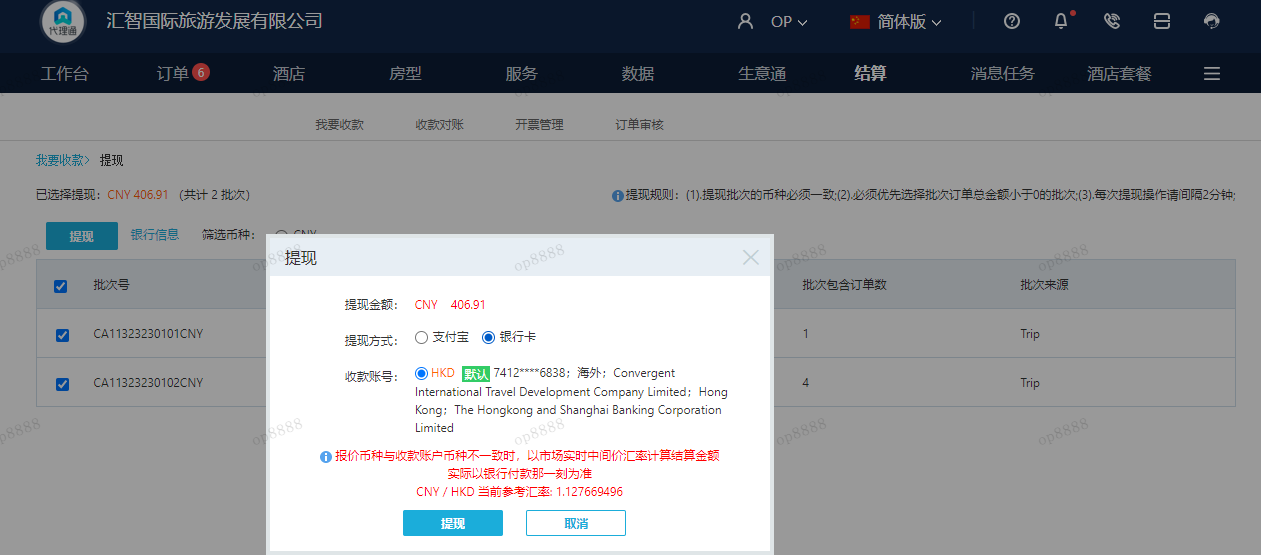 代理通
汇智国际旅游发展有限公司
OP
简体版
工作台
订单 6
酒店
房型
服务
数据
生意通
结算
消息任务
酒店套餐
我要收款
收款对账
开票管理
订单审核
我要收款> 提现
已选择提现: CNY 406.91 (共计 2 批次)
提现规则: (1).提现批次的币种必须一致;(2).必须优先选择批次订单总金额小于0的批次;(3).每次提现操作请间隔2分钟;
提现
银行信息
筛选币种:
CNY
批次号
批次包含订单数
批次来源
CA11323230101CNY
1
Trip
CA11323230102CNY
4
Trip
提现
提现金额: CNY 406.91
提现方式: 支付宝 银行卡
收款账号: HKD 默认 7412****6838; 海外; Convergent
International Travel Development Company Limited; Hong
Kong; The Hongkong and Shanghai Banking Corporation
Limited
报价币种与收款账户币种不一致时, 以市场实时中间价汇率计算结算金额
实际以银行付款那一刻为准
CNY / HKD 当前参考汇率: 1.127669496
提现
取消
op8888
op8888
op8888
op8888
op8888
op8888
op8888
op8888
op8888
op8888